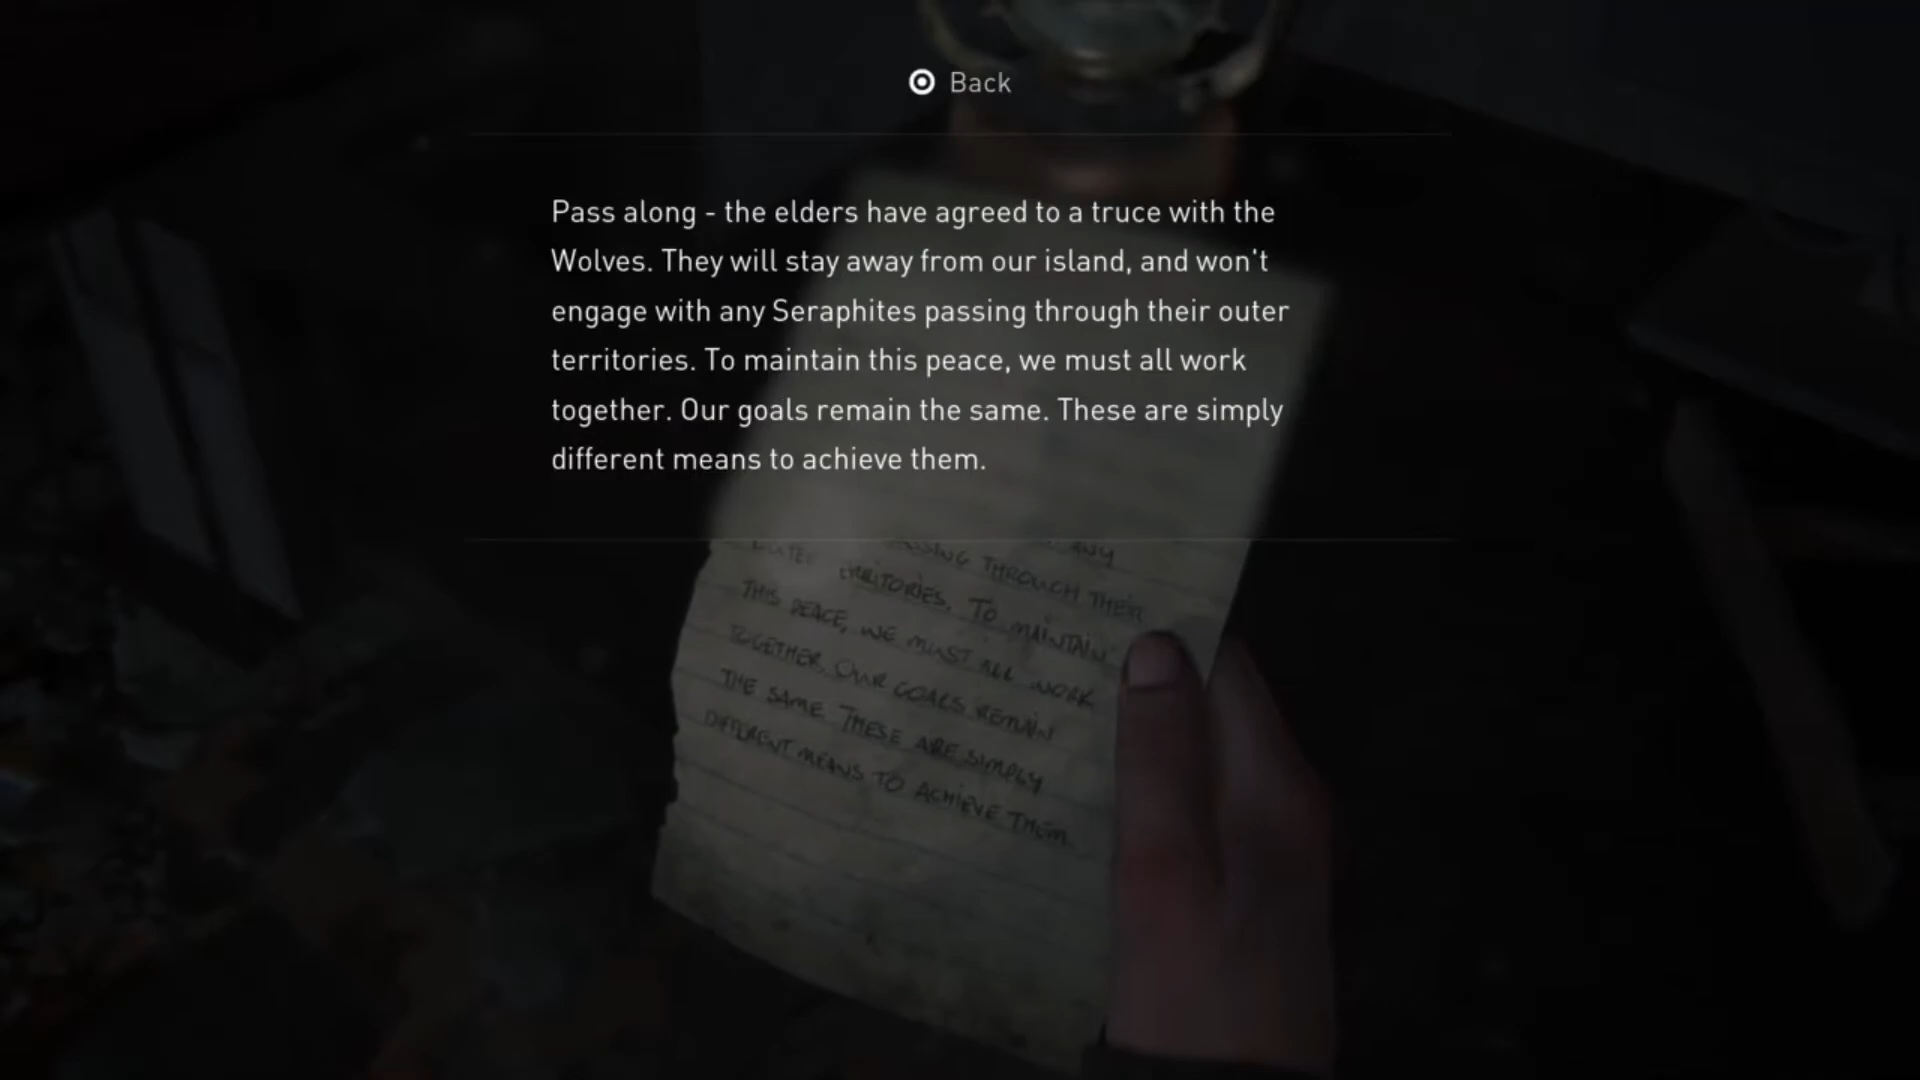 Back
Pass along - the elders have agreed to a truce with the
Wolves. They will stay away from our island, and won't
engage with any Seraphites passing through their outer
territories. To maintain this peace, we must all work
together. Our goals remain the same. These are simply
different means to achieve them.
ANY
PASSING THROUGH THEIR
OUTER TERRITORIES. TO MAINTAIN
THIS PEACE, WE MUST ALL WORK
TOGETHER. OUR GOALS REMAIN
THE SAME THESE ARE SIMPLY
DIFFERENT MEANS TO ACHIEVE THEM.